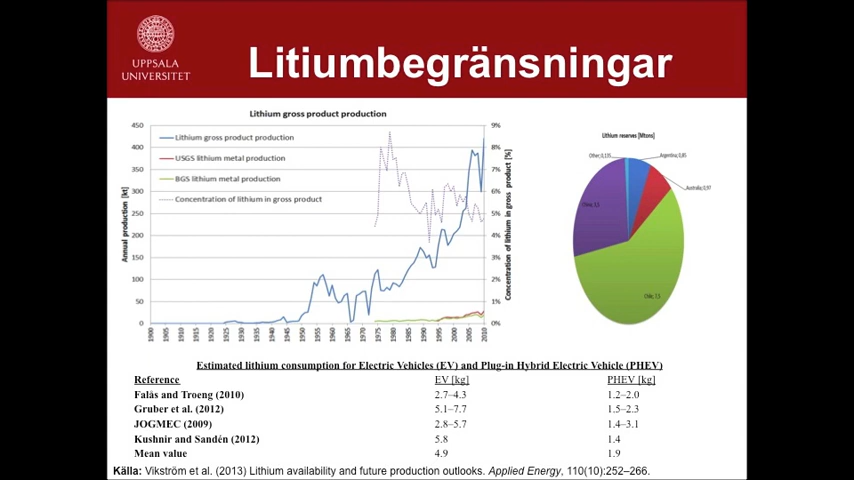 UPPSALA
UNIVERSITET
Litiumbegränsningar
Lithium gross product production
450
400
350
300
250
200
150
100
50
0
Annual production [kt]
9%
8%
7%
6%
5%
4%
3%
2%
1%
0%
Concentration of lithium in gross product [%]
Lithium gross product production
USGS lithium metal production
BGS lithium metal production
Concentration of lithium in gross product
1900 1905 1910 1915 1920 1925 1930 1935 1940 1945 1950 1955 1960 1965 1970 1975 1980 1985 1990 1995 2000 2005 2010
Lithium reserves [Mtons]
Other; 0,135
Argentina; 0,85
Australia; 0,97
Chile; 7,5
Estimated lithium consumption for Electric Vehicles (EV) and Plug-in Hybrid Electric Vehicle (PHEV)
Reference EV [kg] PHEV [kg]
Falås and Troeng (2010) 2.7–4.3 1.2–2.0
Gruber et al. (2012) 5.1–7.7 1.5–2.3
JOGMEC (2009) 2.8–5.7 1.4–3.1
Kushnir and Sandén (2012) 5.8 1.4
Mean value 4.9 1.9
Källa: Vikström et al. (2013) Lithium availability and future production outlooks. Applied Energy, 110(10):252–266.